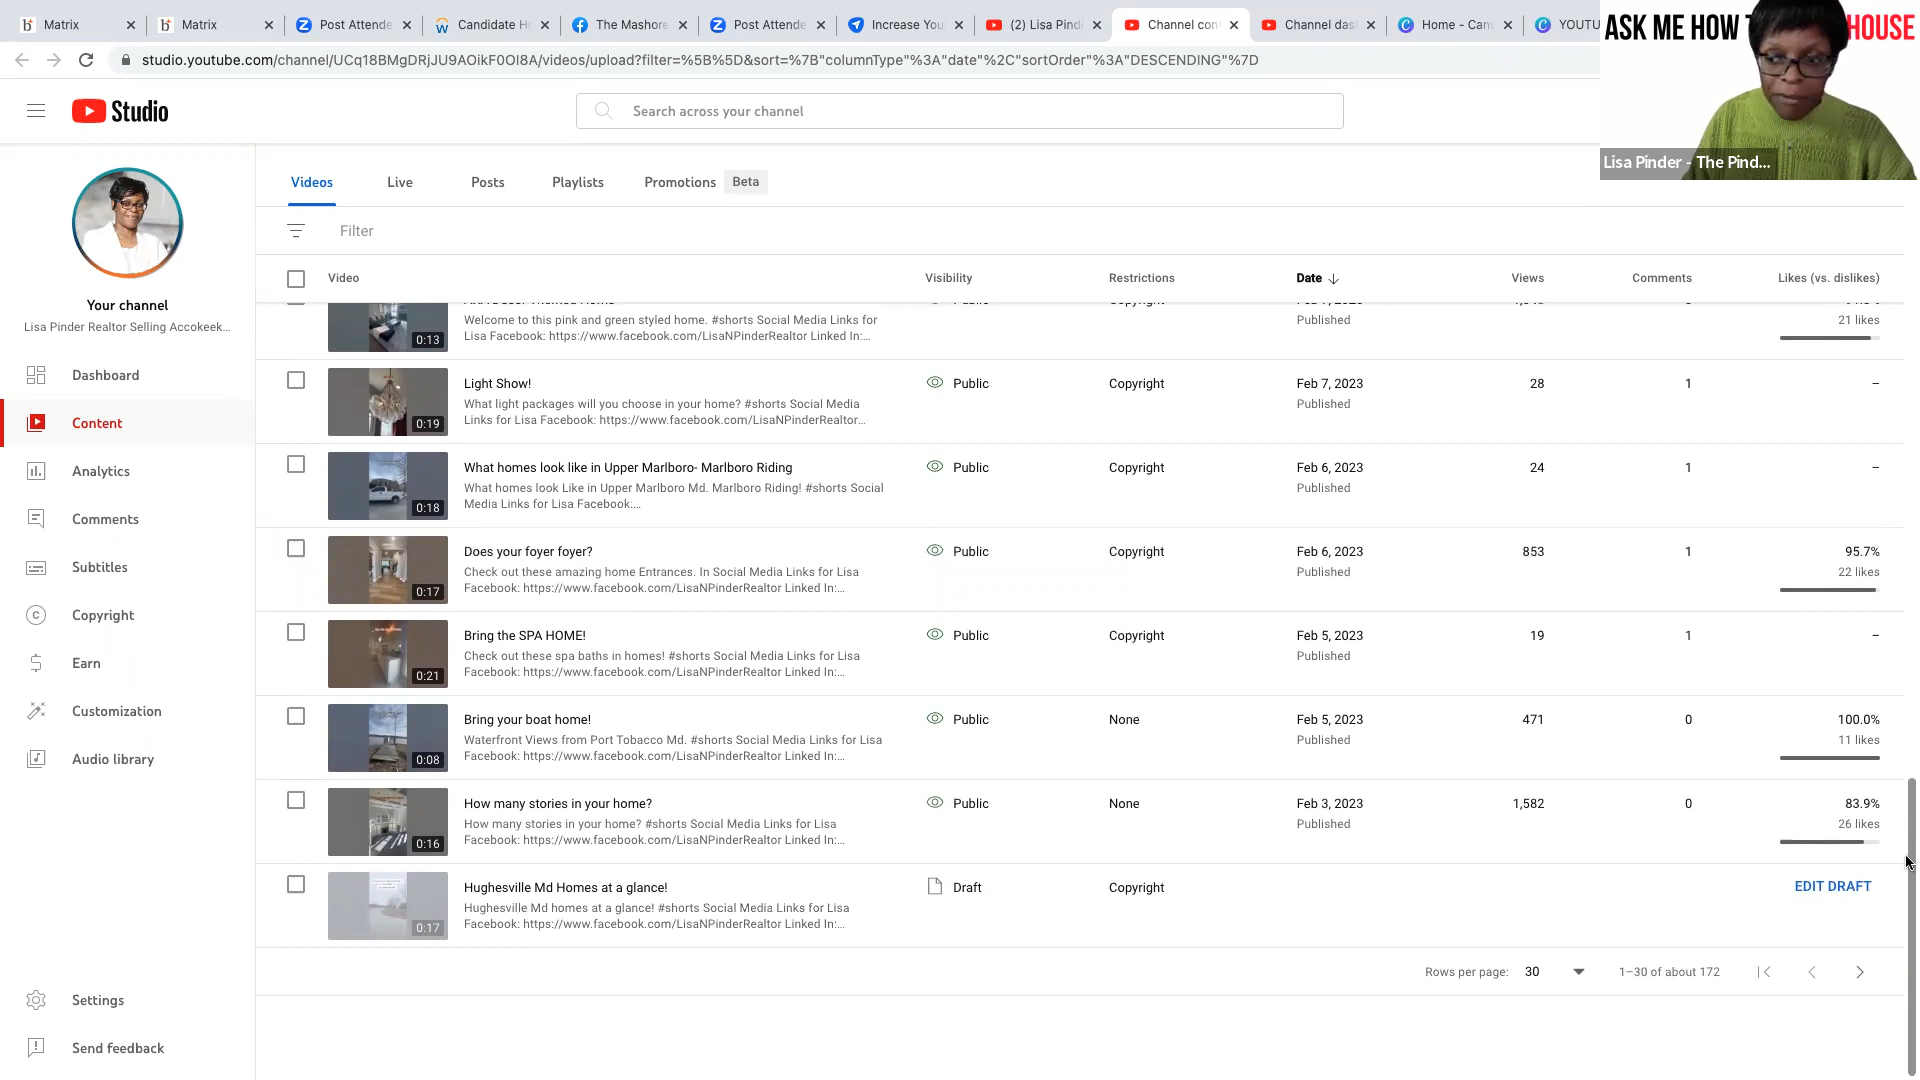 Matrix
Matrix
Post Attende
Candidate H
The Mashore
Post Attende
Increase You
(2) Lisa Pind
Channel con
Channel das
Home - Can
YOUTU
studio.youtube.com/channel/UCq18BMgDRjJU9AOikF0OI8A/videos/upload?filter=%5B%5D&sort=%7B"columnType"%3A"date"%2C"sortOrder"%3A"DESCENDING"%7D
ASK ME HOW HOUSE
Lisa Pinder - The Pind...
Studio
Search across your channel
Your channel
Lisa Pinder Realtor Selling Accokeek...
Dashboard
Content
Analytics
Comments
Subtitles
Copyright
Earn
Customization
Audio library
Settings
Send feedback
Videos Live Posts Playlists Promotions Beta
Filter
Video Visibility Restrictions Date Views Comments Likes (vs. dislikes)
0:13
Welcome to this pink and green styled home. #shorts Social Media Links for
Lisa Facebook: https://www.facebook.com/LisaNPinderRealtor Linked In:...
Published
21 likes
0:19
Light Show!
What light packages will you choose in your home? #shorts Social Media
Links for Lisa Facebook: https://www.facebook.com/LisaNPinderRealtor...
Public Copyright Feb 7, 2023 28 1 –
Published
0:18
What homes look like in Upper Marlboro- Marlboro Riding
What homes look Like in Upper Marlboro Md. Marlboro Riding! #shorts Social
Media Links for Lisa Facebook:...
Public Copyright Feb 6, 2023 24 1 –
Published
0:17
Does your foyer foyer?
Check out these amazing home Entrances. In Social Media Links for Lisa
Facebook: https://www.facebook.com/LisaNPinderRealtor Linked In:...
Public Copyright Feb 6, 2023 853 1 95.7%
Published 22 likes
0:21
Bring the SPA HOME!
Check out these spa baths in homes! #shorts Social Media Links for Lisa
Facebook: https://www.facebook.com/LisaNPinderRealtor Linked In:...
Public Copyright Feb 5, 2023 19 1 –
Published
0:08
Bring your boat home!
Waterfront Views from Port Tobacco Md. #shorts Social Media Links for Lisa
Facebook: https://www.facebook.com/LisaNPinderRealtor Linked In:...
Public None Feb 5, 2023 471 0 100.0%
Published 11 likes
0:16
How many stories in your home?
How many stories in your home? #shorts Social Media Links for Lisa
Facebook: https://www.facebook.com/LisaNPinderRealtor Linked In:...
Public None Feb 3, 2023 1,582 0 83.9%
Published 26 likes
0:17
Hughesville Md Homes at a glance!
Hughesville Md homes at a glance! #shorts Social Media Links for Lisa
Facebook: https://www.facebook.com/LisaNPinderRealtor Linked In:...
Draft Copyright EDIT DRAFT
Rows per page: 30 1–30 of about 172